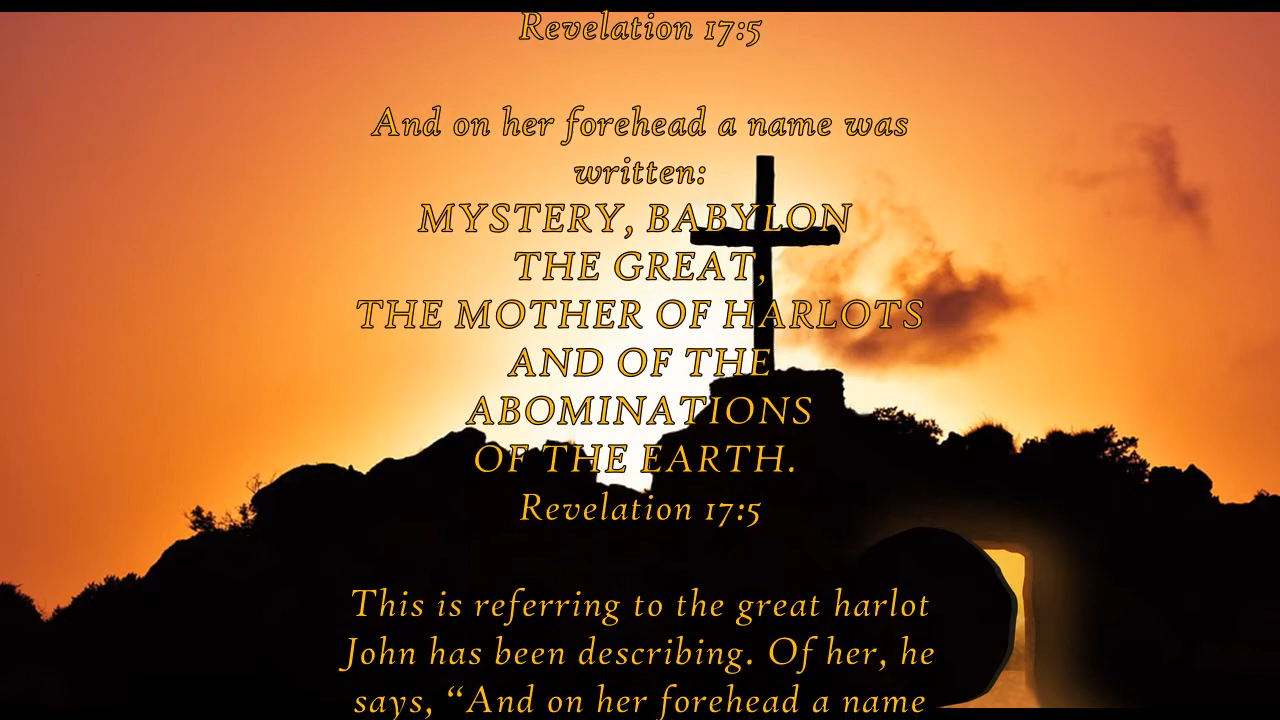 Revelation 17:5
And on her forehead a name was
written:
MYSTERY, BABYLON
THE GREAT,
THE MOTHER OF HARLOTS
AND OF THE
ABOMINATIONS
OF THE EARTH.
Revelation 17:5
This is referring to the great harlot
John has been describing. Of her, he
says, “And on her forehead a name